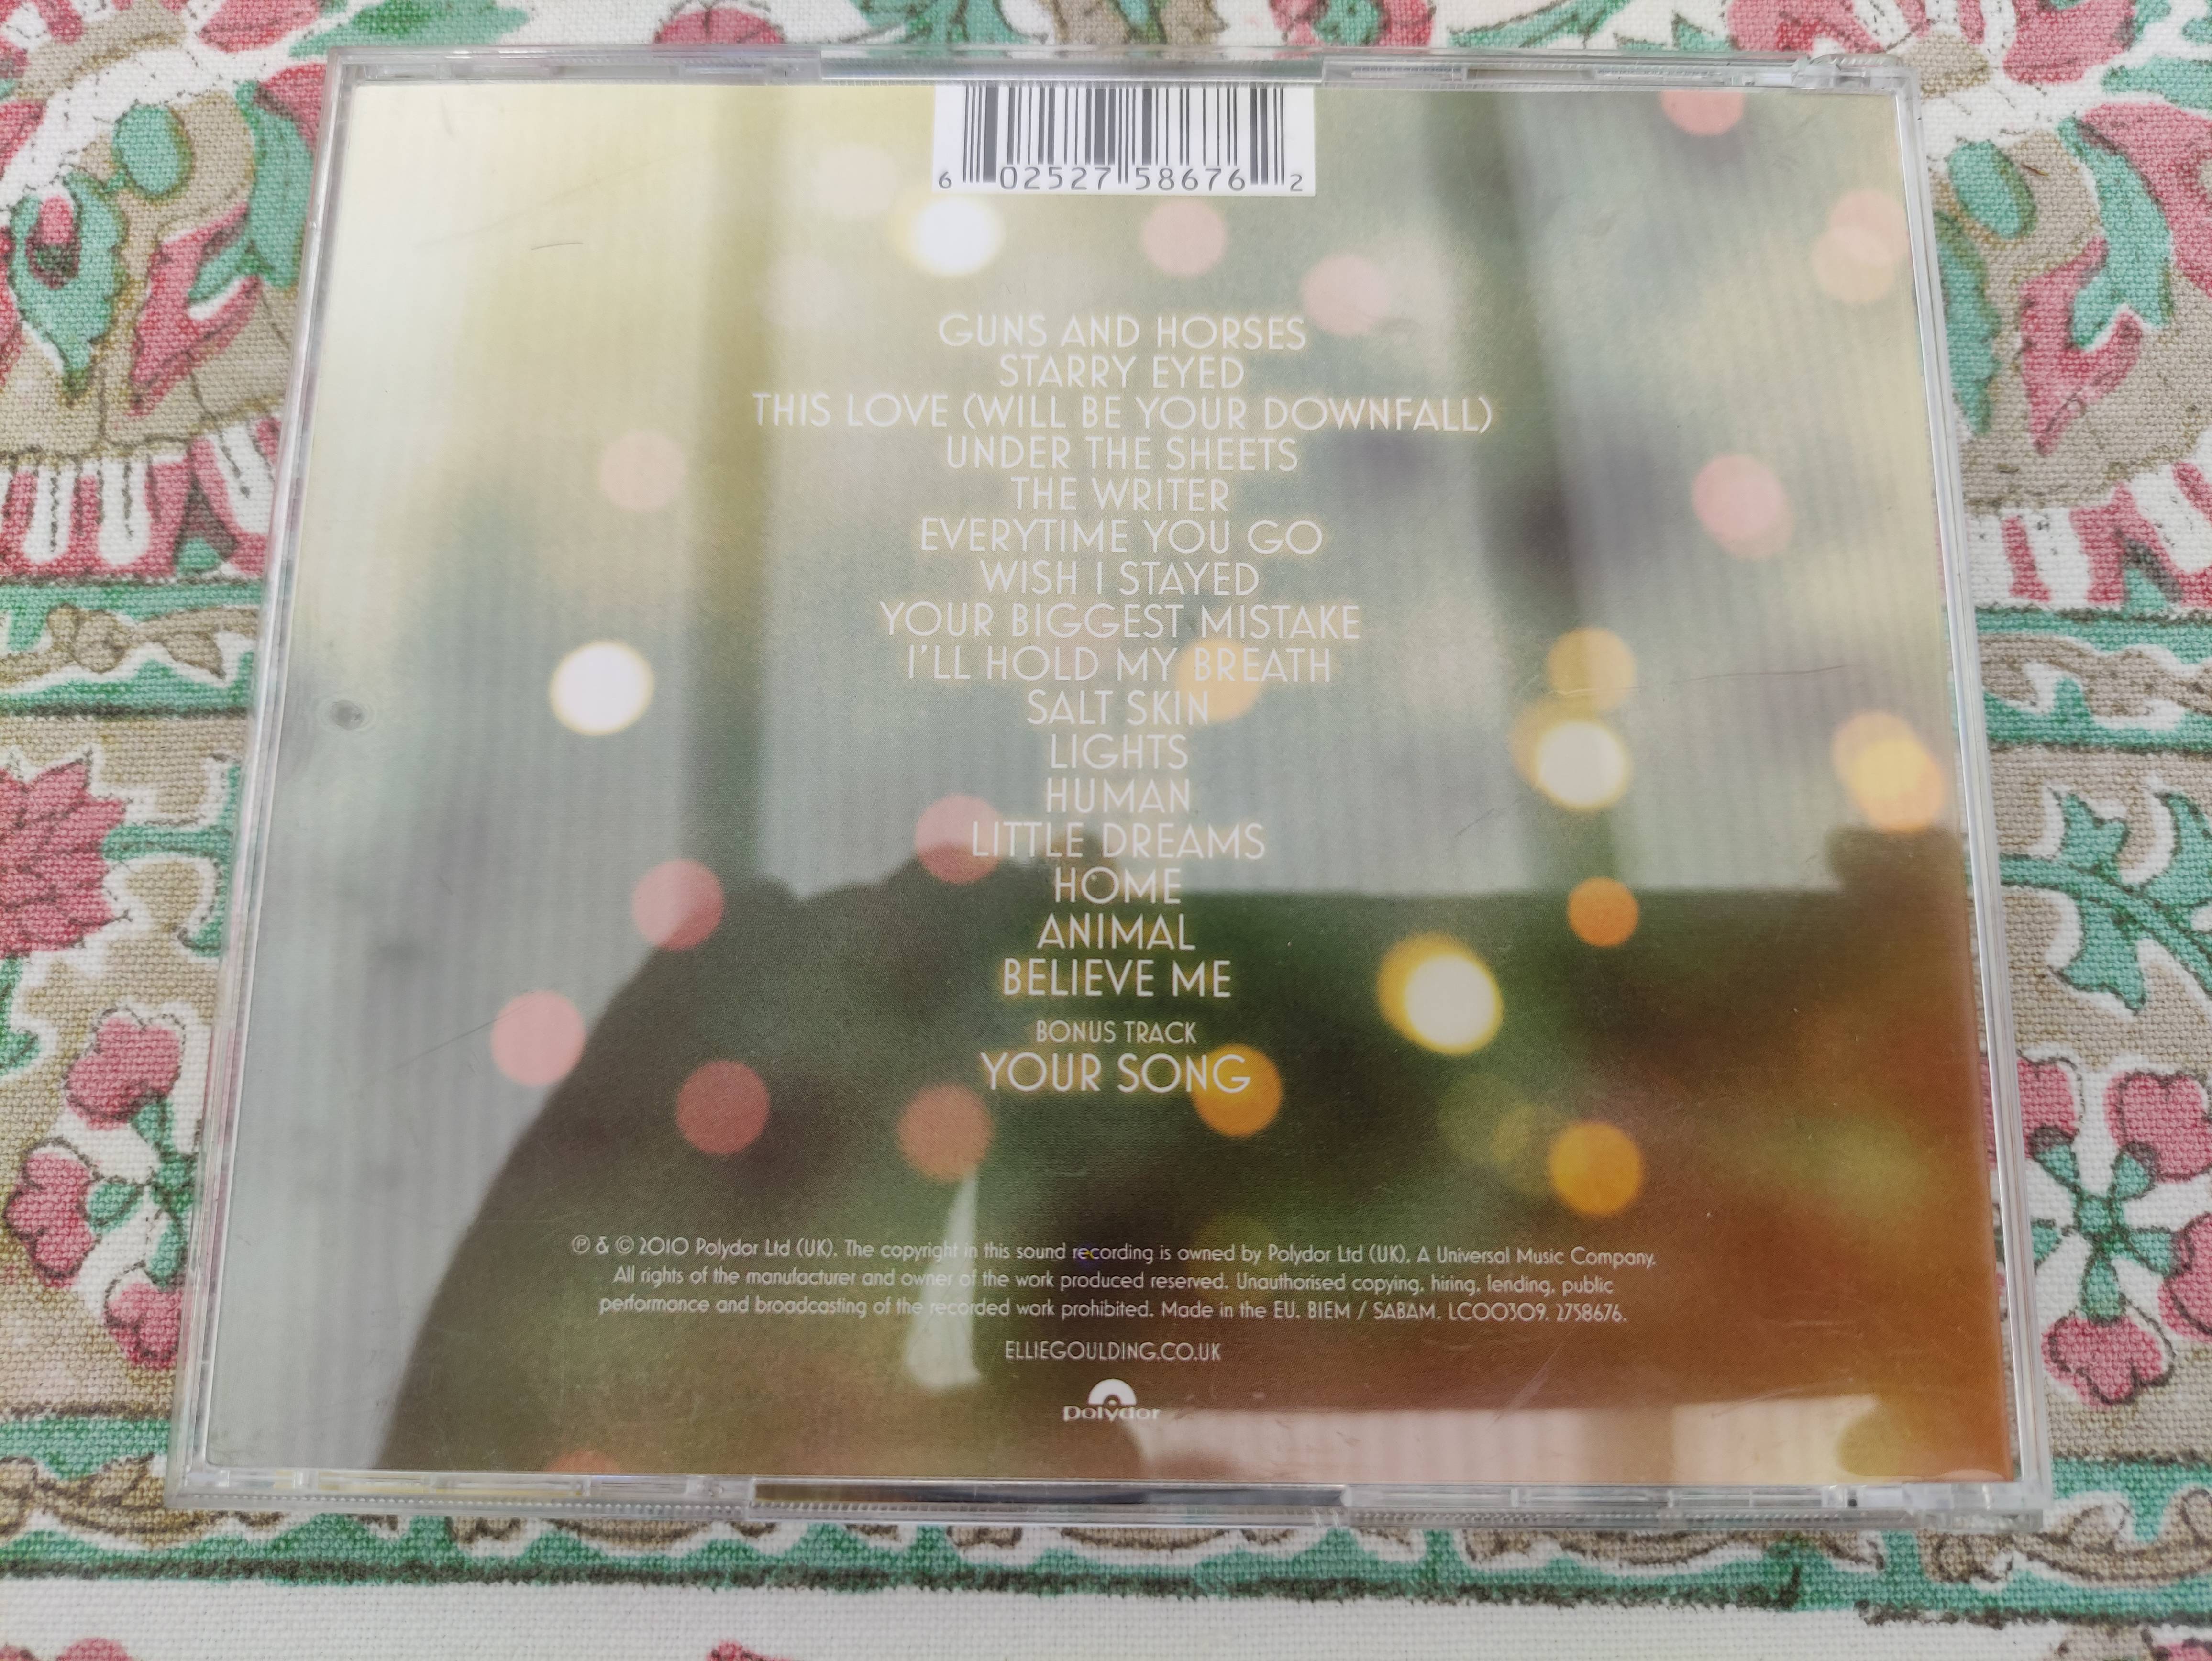 6 02527 58676 2
GUNS AND HORSES
STARRY EYED
THIS LOVE (WILL BE YOUR DOWNFALL)
UNDER THE SHEETS
THE WRITER
EVERYTIME YOU GO
WISH I STAYED
YOUR BIGGEST MISTAKE
I'LL HOLD MY BREATH
SALT SKIN
LIGHTS
HUMAN
LITTLE DREAMS
HOME
ANIMAL
BELIEVE ME
BONUS TRACK
YOUR SONG
℗ & © 2010 Polydor Ltd (UK). The copyright in this sound recording is owned by Polydor Ltd (UK). A Universal Music Company.
All rights of the manufacturer and owner of the work produced reserved. Unauthorised copying, hiring, lending, public
performance and broadcasting of the recorded work prohibited. Made in the EU. BIEM / SABAM. LC00309. 2758676.
ELLIEGOULDING.CO.UK
polydor